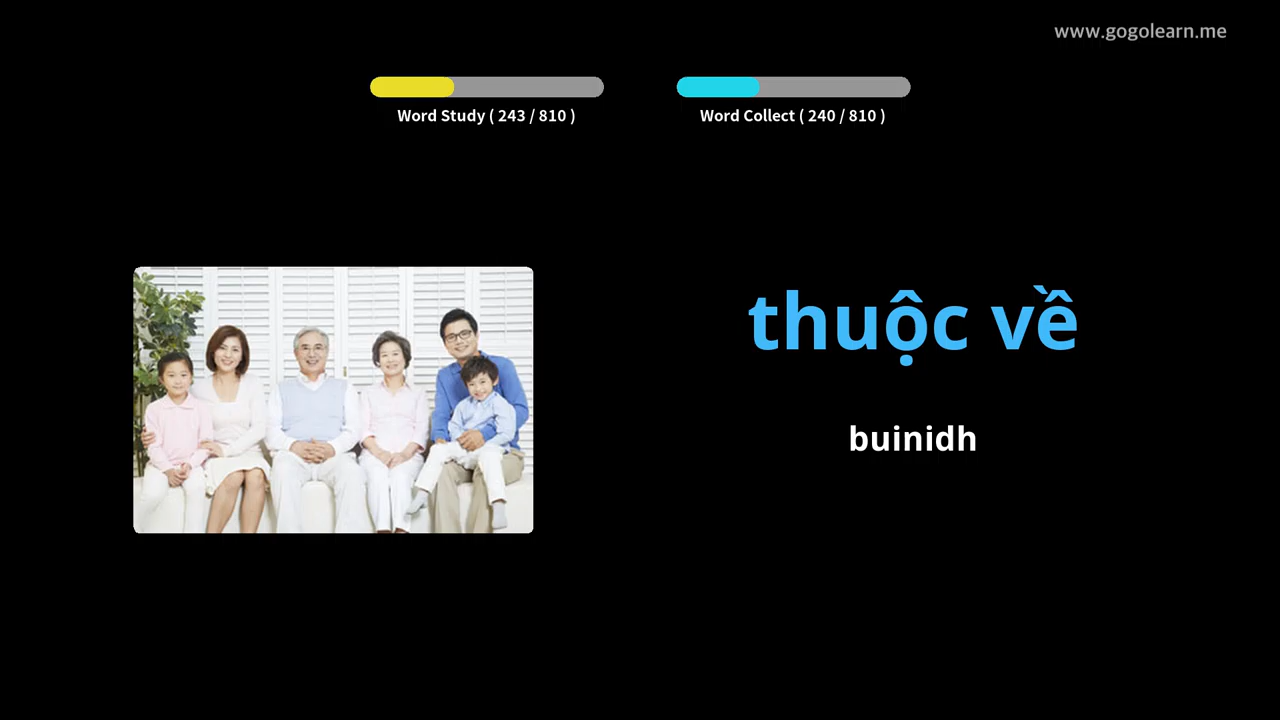 www.gogolearn.me
Word Study ( 243 / 810 )
Word Collect ( 240 / 810 )
thuộc về
buinidh